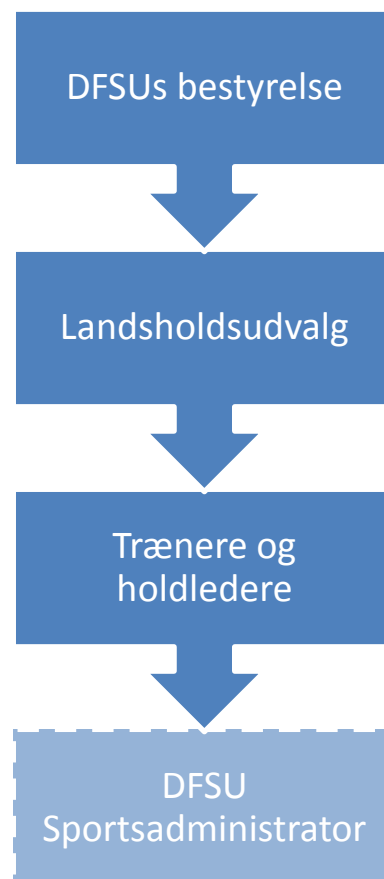 DFSUs bestyrelse
Landsholdsudvalg
Trænere og
holdledere
DFSU
Sportsadministrator